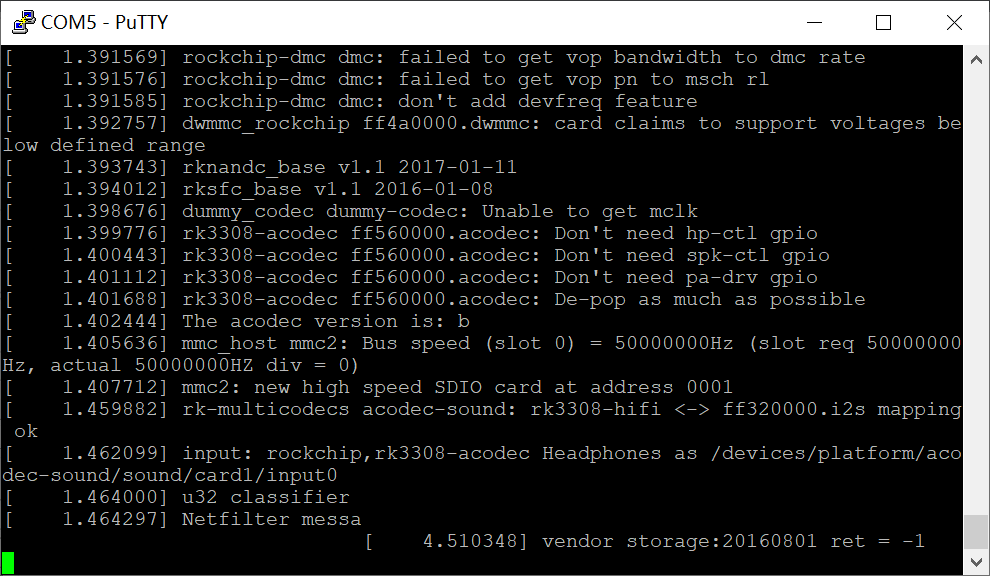 COM5 - PuTTY
[    1.391569] rockchip-dmc dmc: failed to get vop bandwidth to dmc rate
[    1.391576] rockchip-dmc dmc: failed to get vop pn to msch rl
[    1.391585] rockchip-dmc dmc: don't add devfreq feature
[    1.392757] dwmmc_rockchip ff4a0000.dwmmc: card claims to support voltages be
low defined range
[    1.393743] rknandc_base v1.1 2017-01-11
[    1.394012] rksfc_base v1.1 2016-01-08
[    1.398676] dummy_codec dummy-codec: Unable to get mclk
[    1.399776] rk3308-acodec ff560000.acodec: Don't need hp-ctl gpio
[    1.400443] rk3308-acodec ff560000.acodec: Don't need spk-ctl gpio
[    1.401112] rk3308-acodec ff560000.acodec: Don't need pa-drv gpio
[    1.401688] rk3308-acodec ff560000.acodec: De-pop as much as possible
[    1.402444] The acodec version is: b
[    1.405636] mmc_host mmc2: Bus speed (slot 0) = 50000000Hz (slot req 50000000
Hz, actual 50000000HZ div = 0)
[    1.407712] mmc2: new high speed SDIO card at address 0001
[    1.459882] rk-multicodecs acodec-sound: rk3308-hifi <-> ff320000.i2s mapping
 ok
[    1.462099] input: rockchip,rk3308-acodec Headphones as /devices/platform/aco
dec-sound/sound/card1/input0
[    1.464000] u32 classifier
[    1.464297] Netfilter messa
[    4.510348] vendor storage:20160801 ret = -1